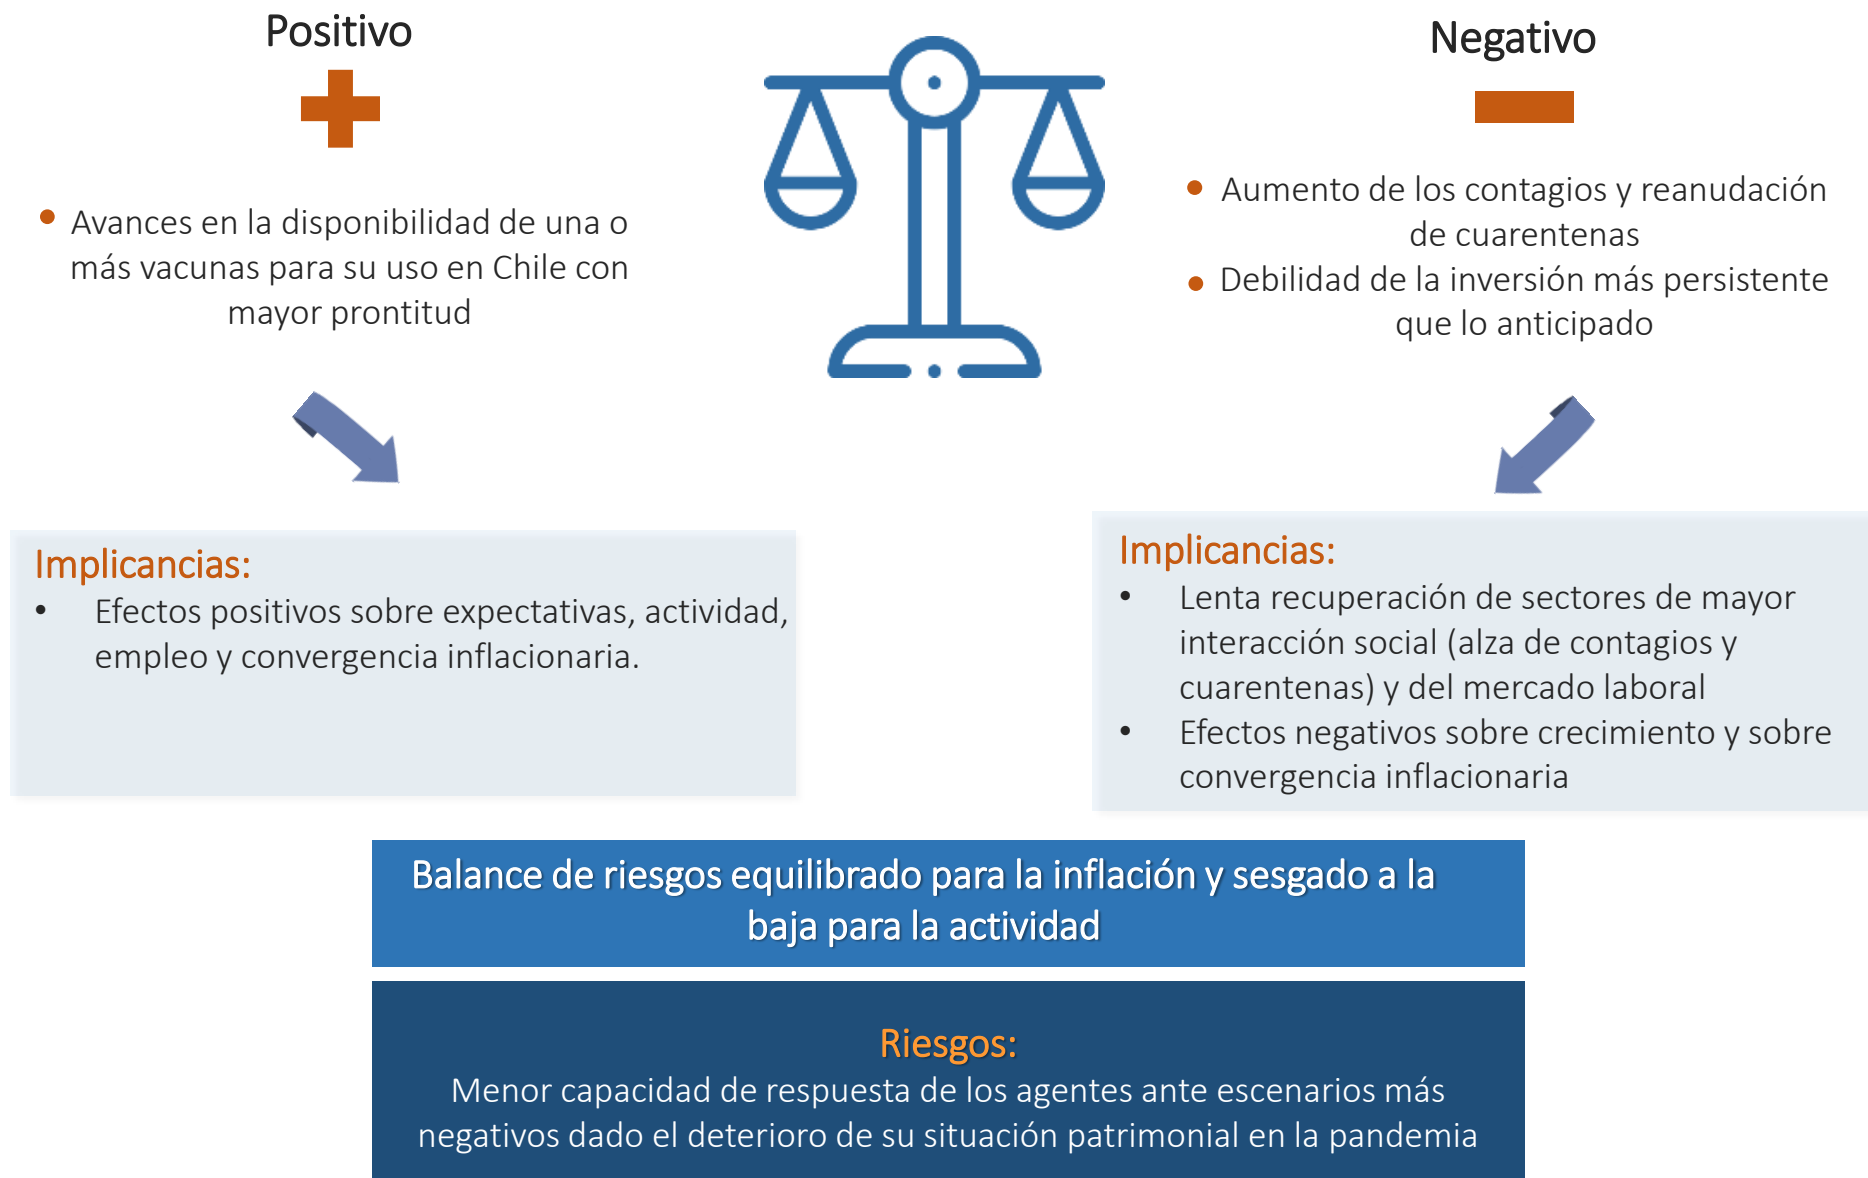 Positivo
• Avances en la disponibilidad de una o
más vacunas para su uso en Chile con
mayor prontitud
Implicancias:
• Efectos positivos sobre expectativas, actividad,
empleo y convergencia inflacionaria.
Negativo
• Aumento de los contagios y reanudación
de cuarentenas
• Debilidad de la inversión más persistente
que lo anticipado
Implicancias:
• Lenta recuperación de sectores de mayor
interacción social (alza de contagios y
cuarentenas) y del mercado laboral
• Efectos negativos sobre crecimiento y sobre
convergencia inflacionaria
Balance de riesgos equilibrado para la inflación y sesgado a la
baja para la actividad
Riesgos:
Menor capacidad de respuesta de los agentes ante escenarios más
negativos dado el deterioro de su situación patrimonial en la pandemia